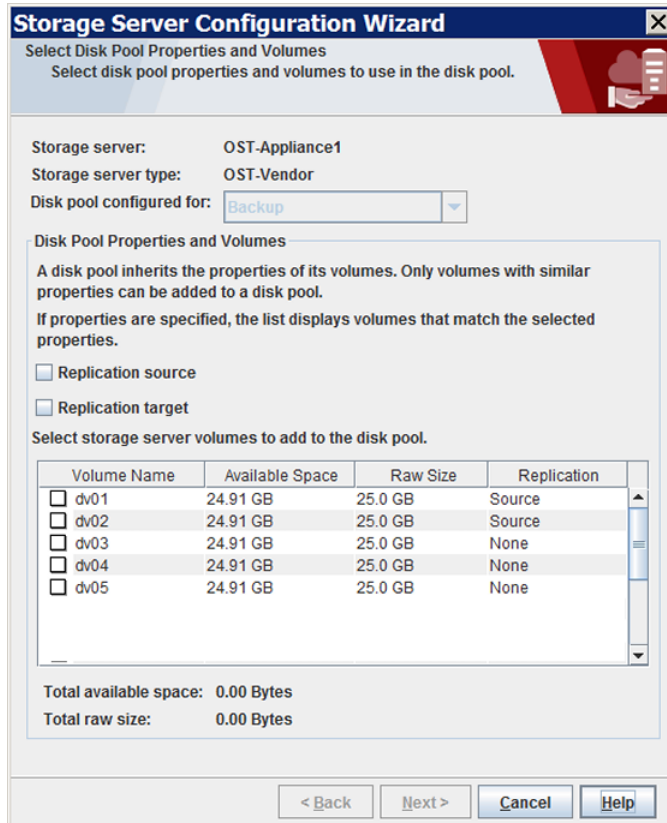 Storage Server Configuration Wizard
Select Disk Pool Properties and Volumes
Select disk pool properties and volumes to use in the disk pool.
Storage server: OST-Appliance1
Storage server type: OST-Vendor
Disk pool configured for: Backup
Disk Pool Properties and Volumes
A disk pool inherits the properties of its volumes. Only volumes with similar
properties can be added to a disk pool.
If properties are specified, the list displays volumes that match the selected
properties.
Replication source
Replication target
Select storage server volumes to add to the disk pool.
Volume Name Available Space Raw Size Replication
dv01 24.91 GB 25.0 GB Source
dv02 24.91 GB 25.0 GB Source
dv03 24.91 GB 25.0 GB None
dv04 24.91 GB 25.0 GB None
dv05 24.91 GB 25.0 GB None
Total available space: 0.00 Bytes
Total raw size: 0.00 Bytes
< Back Next > Cancel Help